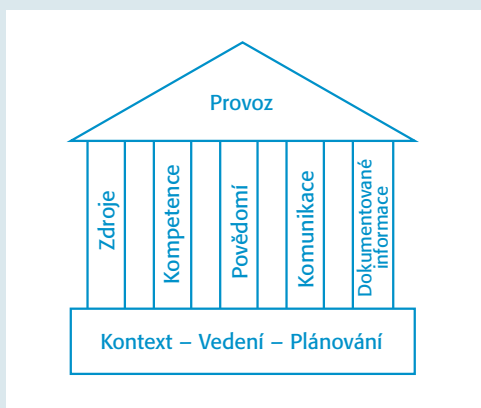 Provoz
Zdroje
Kompetence
Povědomí
Komunikace
Dokumentované
informace
Kontext – Vedení – Plánování